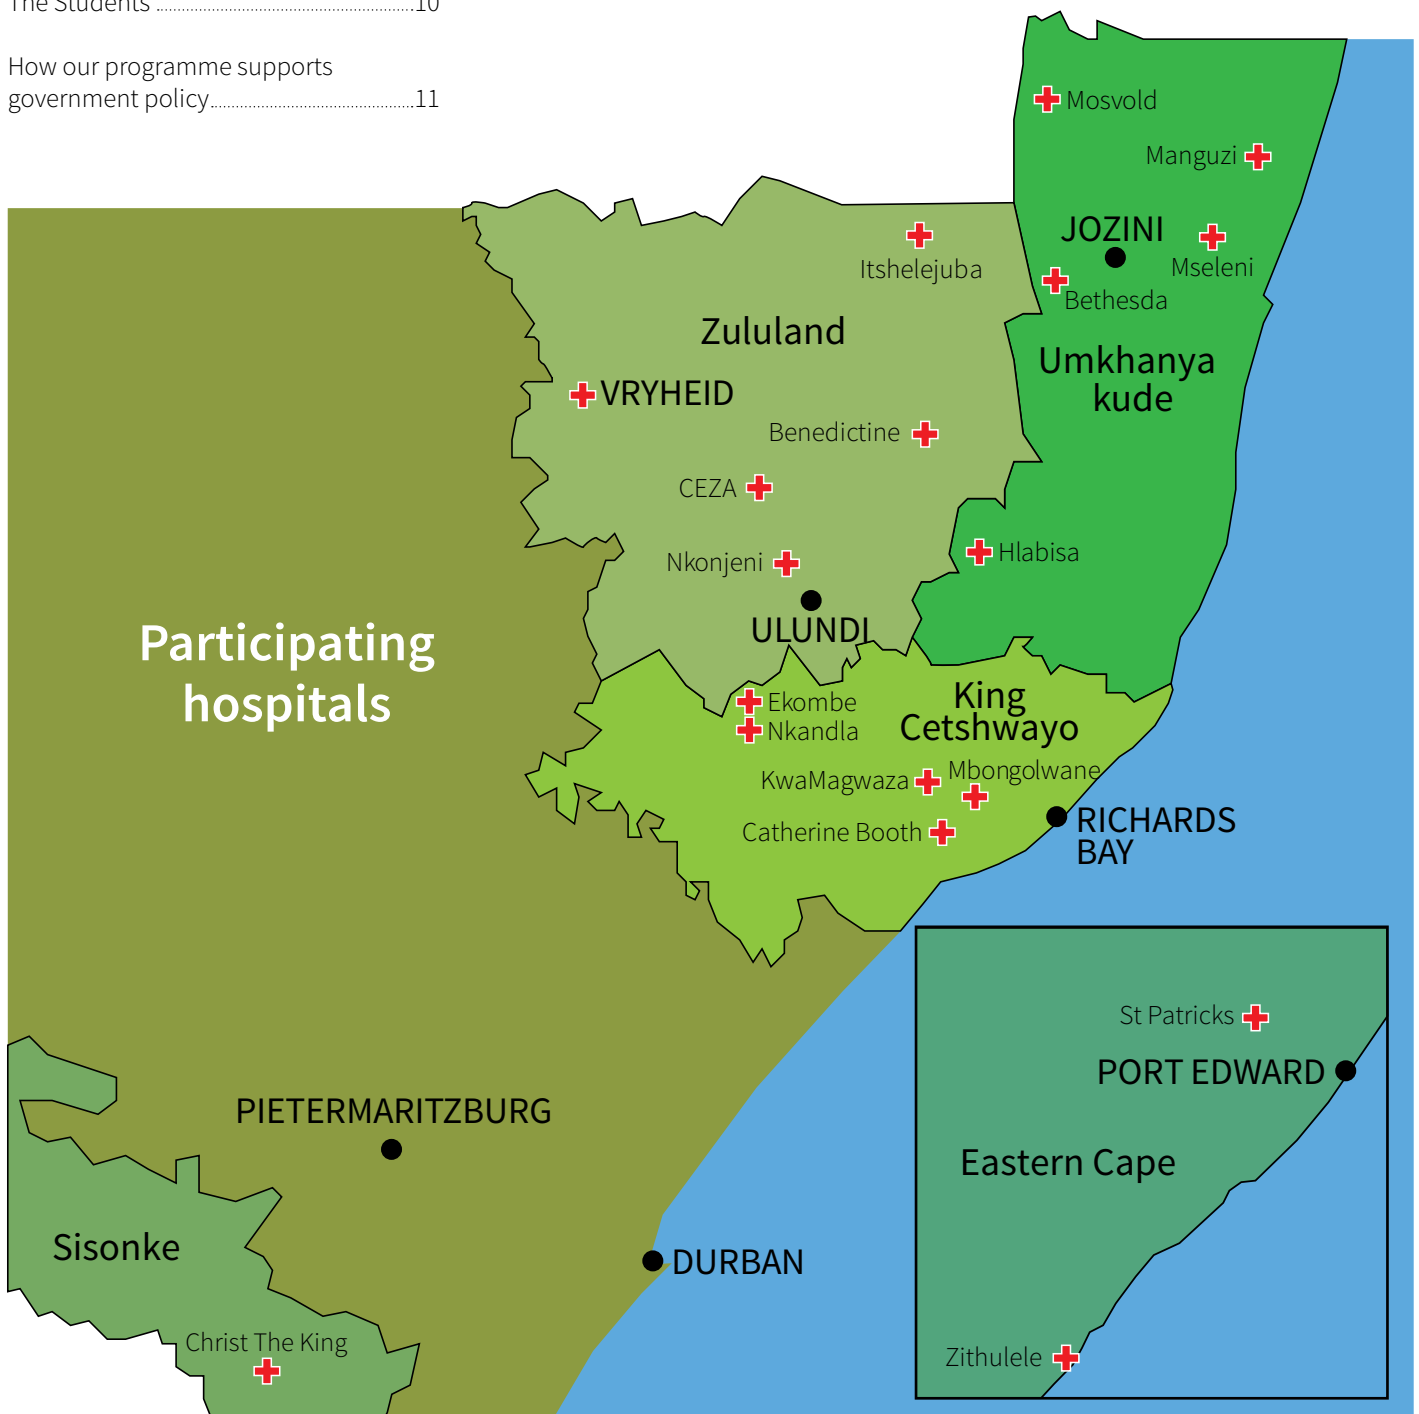 The Students 10
How our programme supports
government policy 11
Mosvold
Manguzi
JOZINI
Mseleni
Bethesda
Itshelejuba
Zululand
Umkhanya
kude
VRYHEID
Benedictine
CEZA
Nkonjeni
Hlabisa
ULUNDI
Participating
hospitals
Ekombe
Nkandla
King
Cetshwayo
KwaMagwaza
Mbongolwane
Catherine Booth
RICHARDS
BAY
St Patricks
PORT EDWARD
Eastern Cape
Zithulele
PIETERMARITZBURG
Sisonke
DURBAN
Christ The King